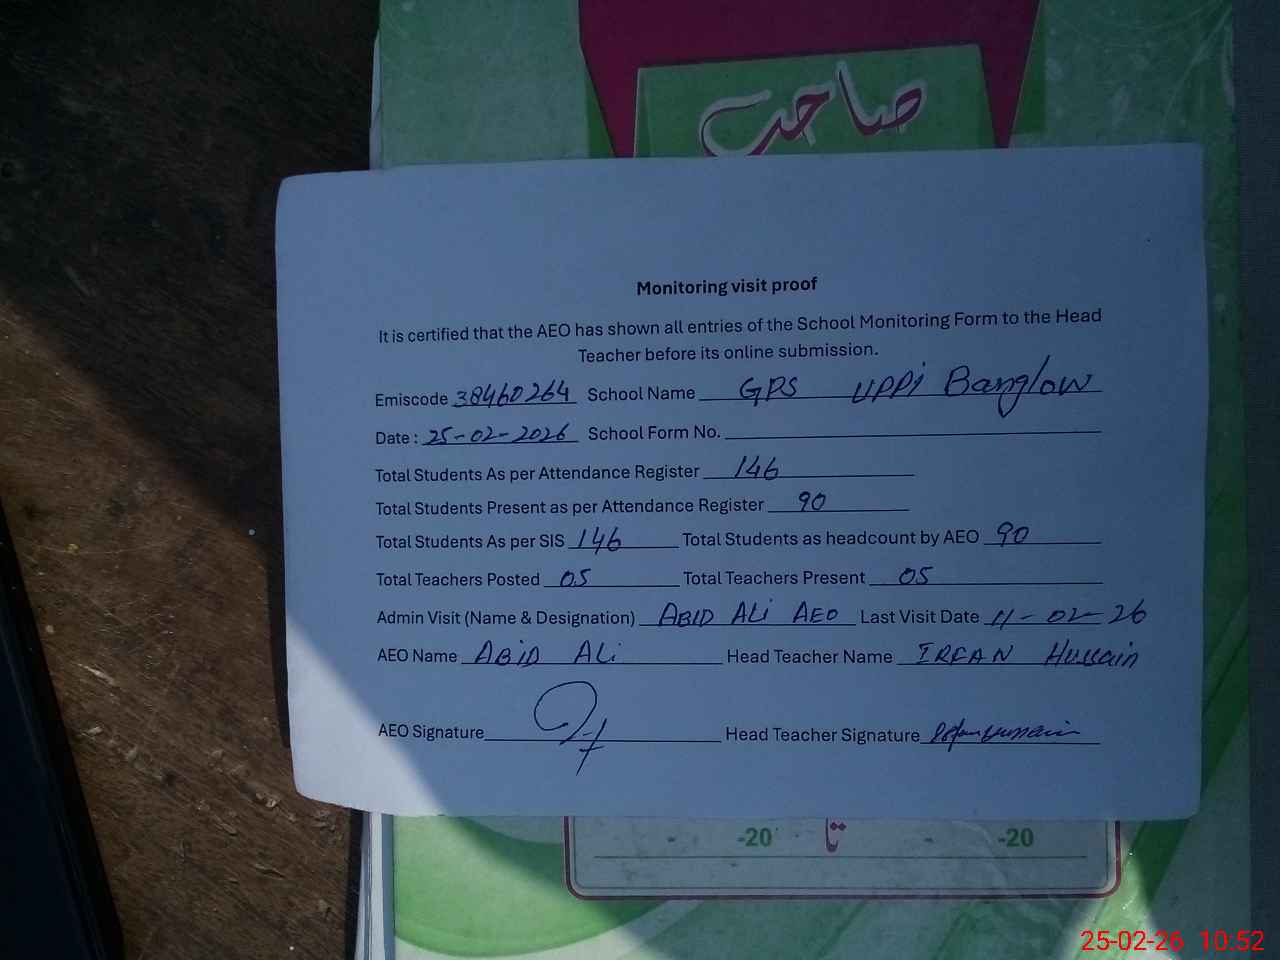 صاحب
Monitoring visit proof
It is certified that the AEO has shown all entries of the School Monitoring Form to the Head
Teacher before its online submission.
Emiscode 38460264 School Name GPS UPPi Banglow
Date : 25-02-2026 School Form No.
Total Students As per Attendance Register 146
Total Students Present as per Attendance Register 90
Total Students As per SIS 146 Total Students as headcount by AEO 90
Total Teachers Posted 05 Total Teachers Present 05
Admin Visit (Name & Designation) ABID ALi AEO Last Visit Date 11-02-26
AEO Name ABiD ALi Head Teacher Name IRFAN Hussain
AEO Signature Head Teacher Signature
-20 تا -20
25-02-26 10:52